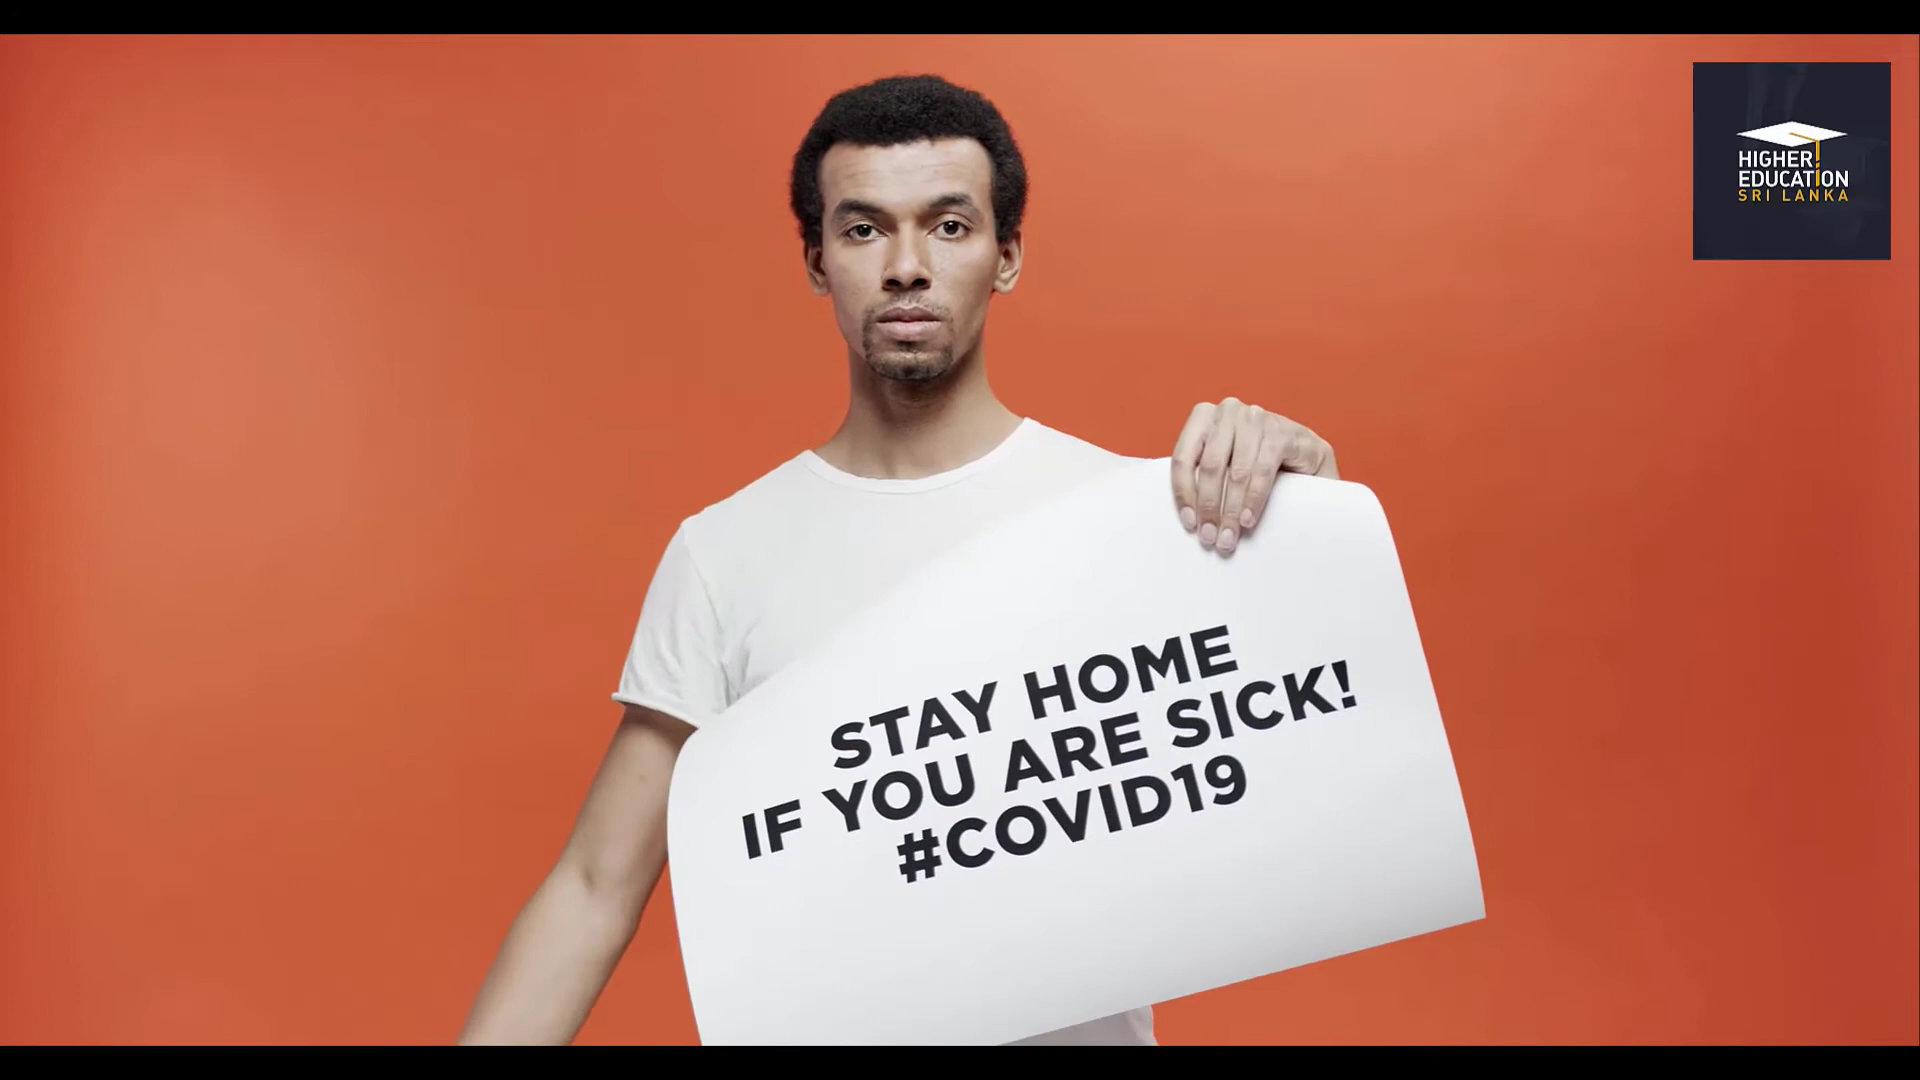 HIGHER
EDUCATION
SRI LANKA
STAY HOME
IF YOU ARE SICK!
#COVID19